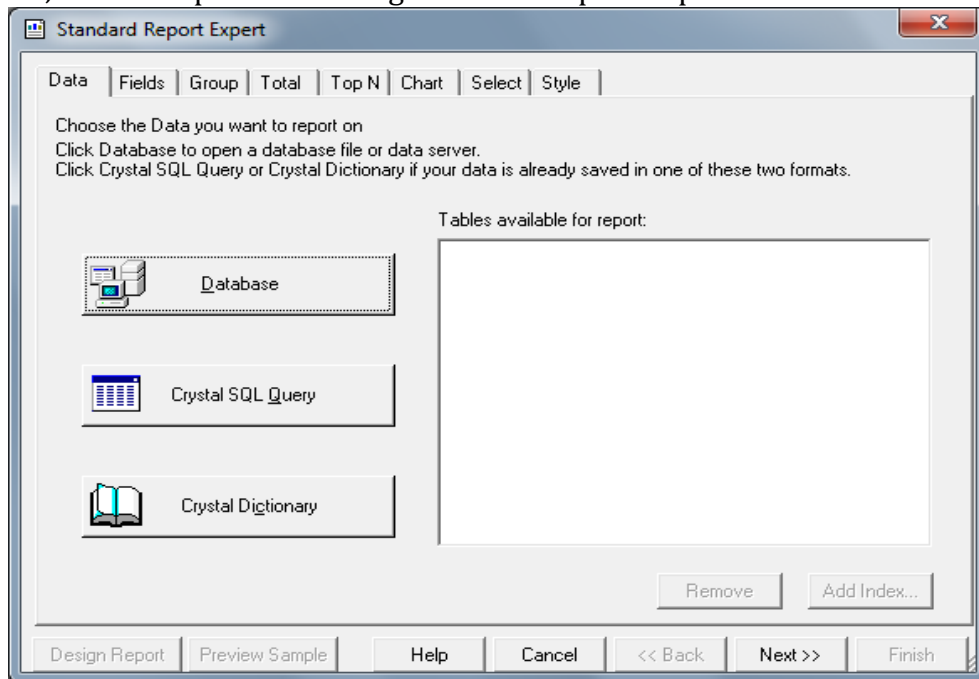 Standard Report Expert
Data Fields Group Total Top N Chart Select Style
Choose the Data you want to report on
Click Database to open a database file or data server.
Click Crystal SQL Query or Crystal Dictionary if your data is already saved in one of these two formats.
Tables available for report:
Database
Crystal SQL Query
Crystal Dictionary
Remove Add Index...
Design Report Preview Sample Help Cancel << Back Next >> Finish